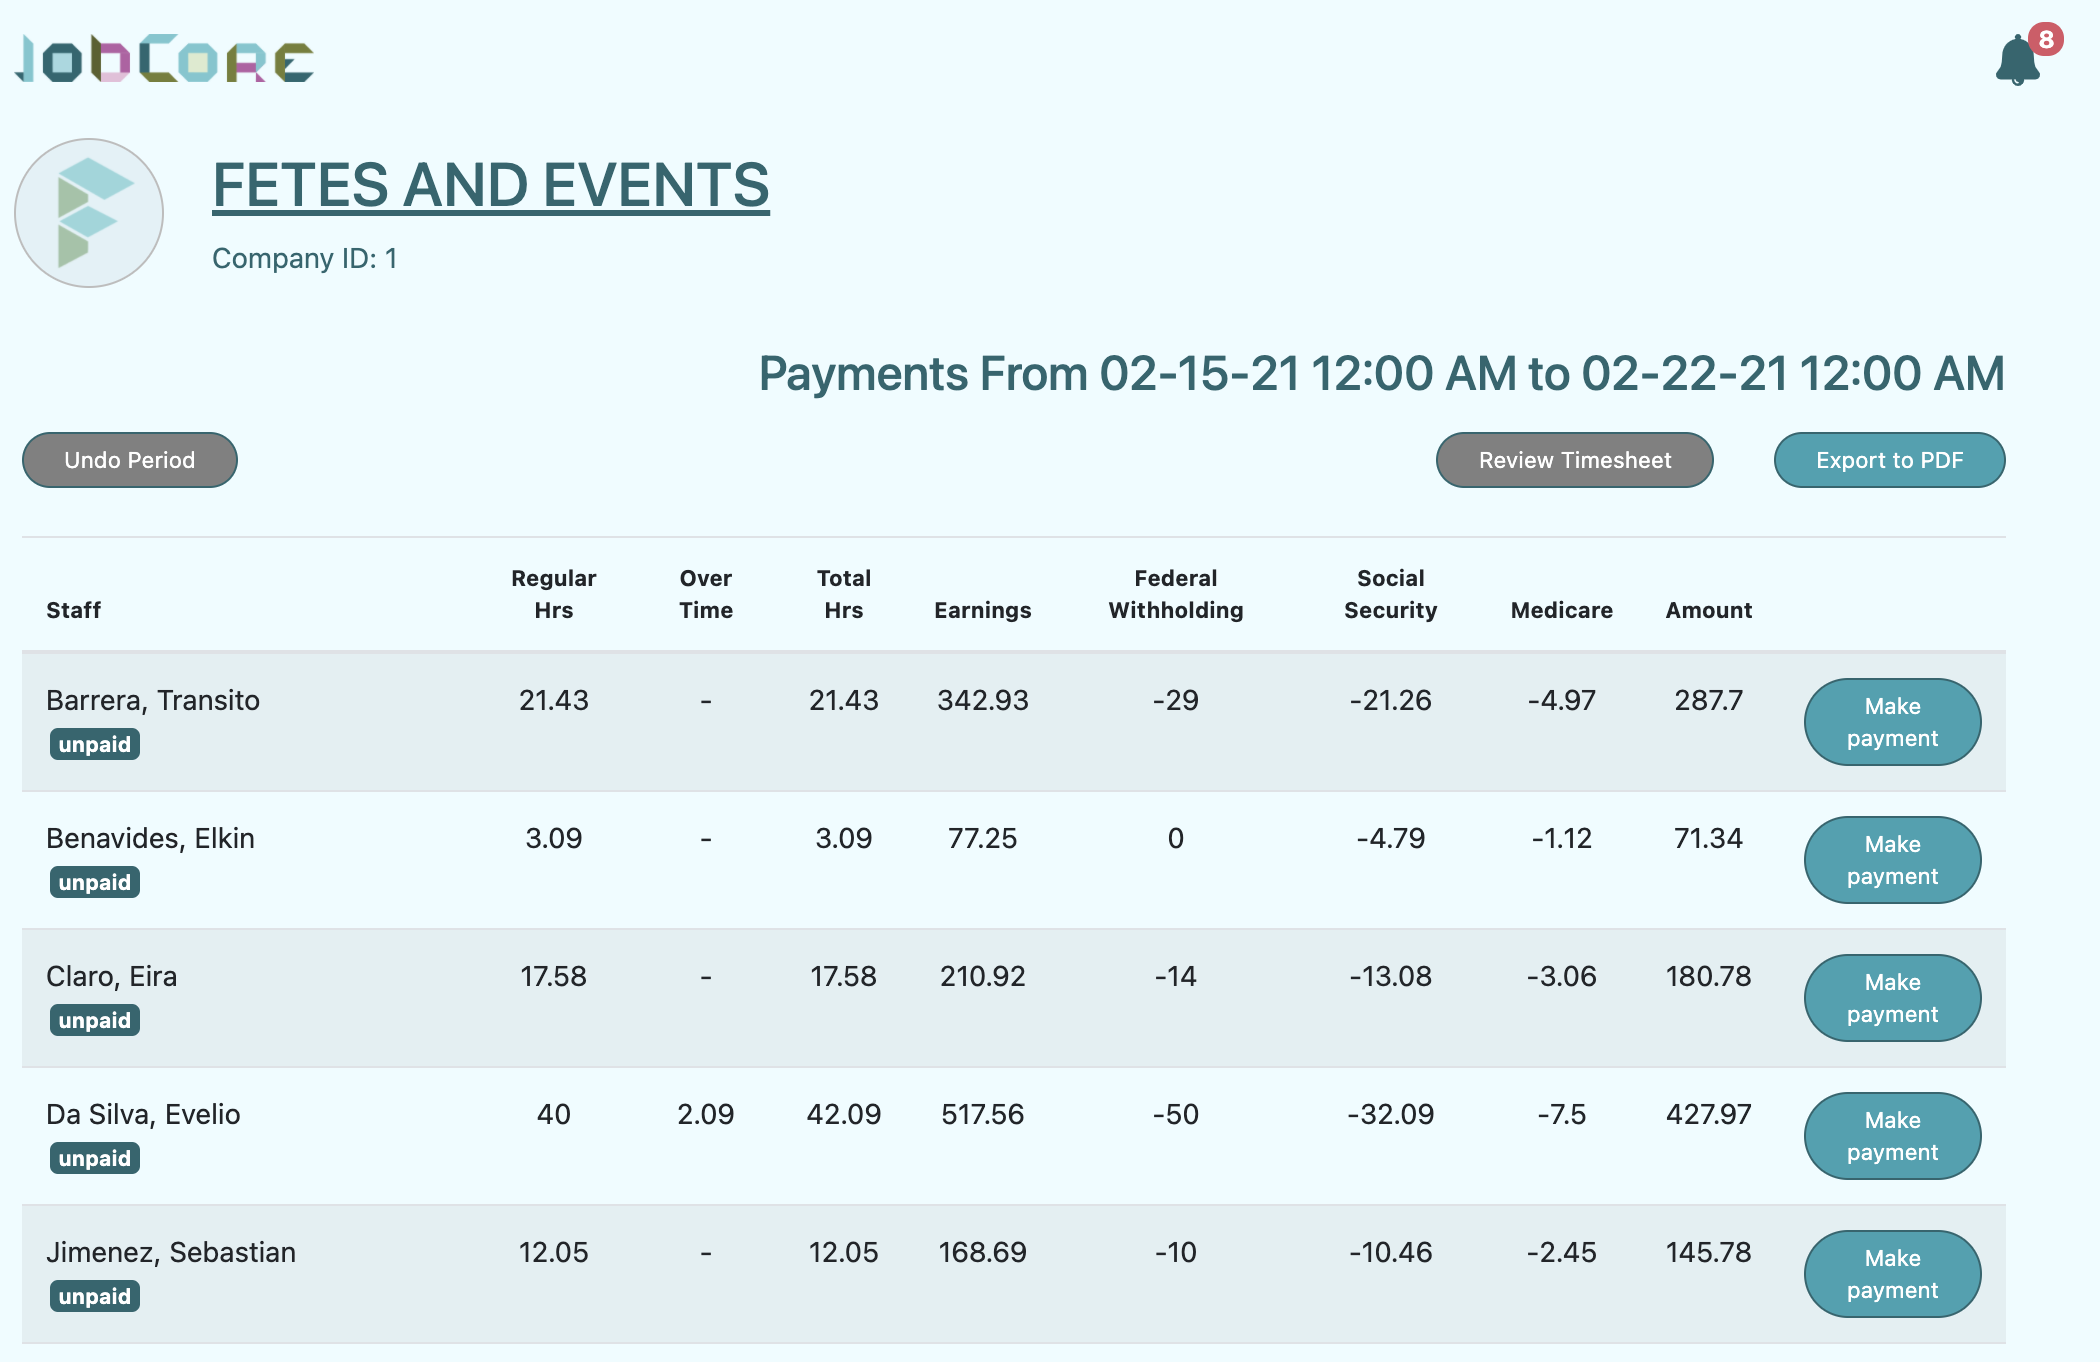 JobCore
8
FETES AND EVENTS
Company ID: 1
Payments From 02-15-21 12:00 AM to 02-22-21 12:00 AM
Undo Period Review Timesheet Export to PDF
Regular Over Total Federal Social
Staff Hrs Time Hrs Earnings Withholding Security Medicare Amount
Barrera, Transito 21.43 - 21.43 342.93 -29 -21.26 -4.97 287.7 Make
unpaid payment
Benavides, Elkin 3.09 - 3.09 77.25 0 -4.79 -1.12 71.34 Make
unpaid payment
Claro, Eira 17.58 - 17.58 210.92 -14 -13.08 -3.06 180.78 Make
unpaid payment
Da Silva, Evelio 40 2.09 42.09 517.56 -50 -32.09 -7.5 427.97 Make
unpaid payment
Jimenez, Sebastian 12.05 - 12.05 168.69 -10 -10.46 -2.45 145.78 Make
unpaid payment